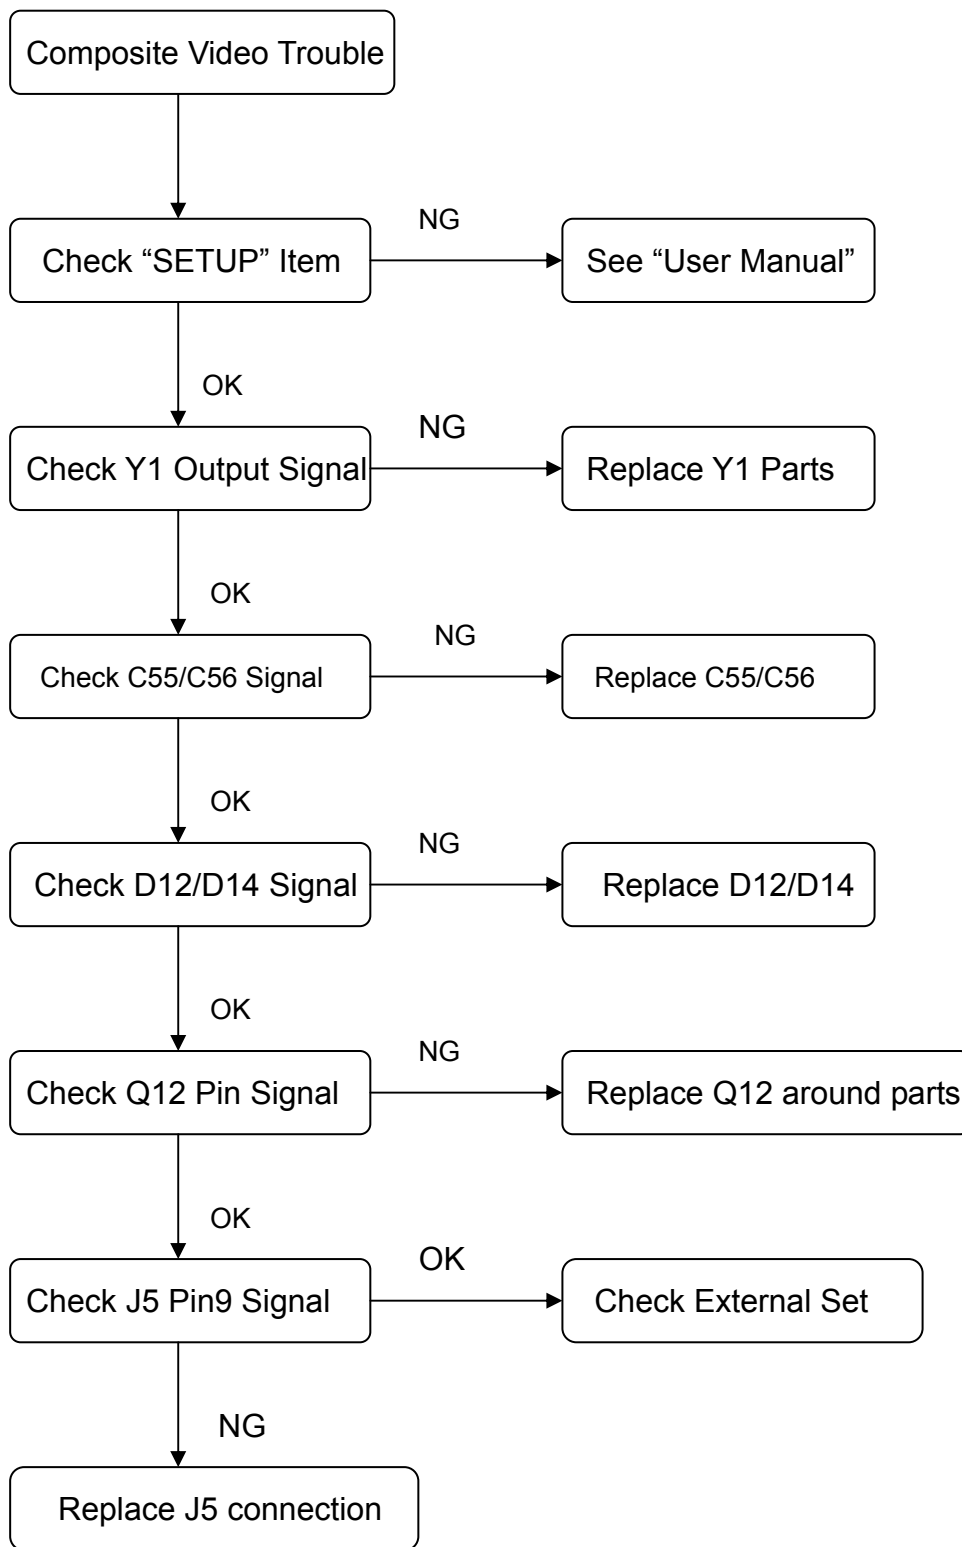 Composite Video Trouble
NG
Check “SETUP” Item
See “User Manual”
OK
NG
Check Y1 Output Signal
Replace Y1 Parts
OK
NG
Check C55/C56 Signal
Replace C55/C56
OK
NG
Check D12/D14 Signal
Replace D12/D14
OK
NG
Check Q12 Pin Signal
Replace Q12 around parts
OK
OK
Check J5 Pin9 Signal
Check External Set
NG
Replace J5 connection